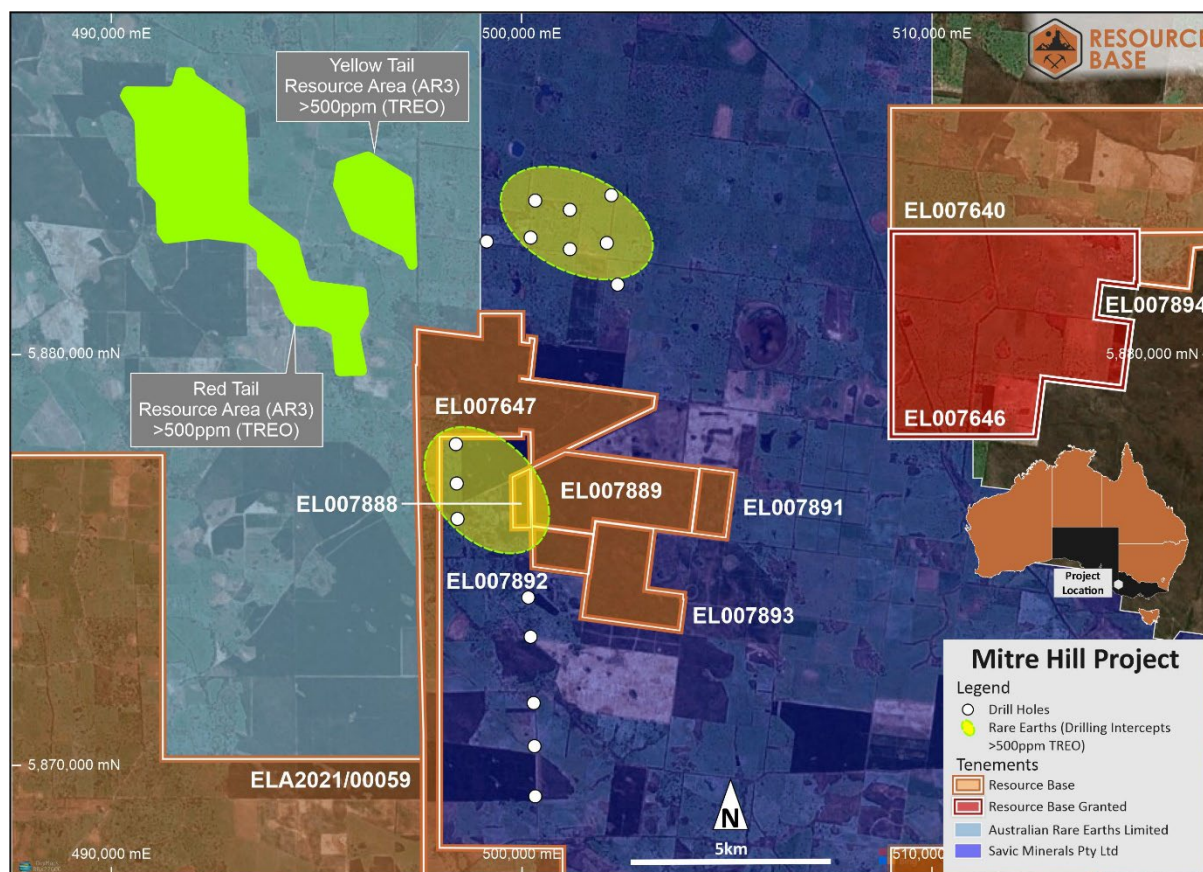 490,000 mE
500,000 mE
510,000 mE
RESOURCE
BASE
Yellow Tail
Resource Area (AR3)
>500ppm (TREO)
EL007640
EL007894
5,880,000 mN
5,880,000 mN
Red Tail
Resource Area (AR3)
>500ppm (TREO)
EL007647
EL007646
EL007888
EL007889
EL007891
EL007892
EL007893
Project
Location
Mitre Hill Project
Legend
Drill Holes
Rare Earths (Drilling Intercepts
>500ppm TREO)
Tenements
Resource Base
Resource Base Granted
Australian Rare Earths Limited
Savic Minerals Pty Ltd
5,870,000 mN
ELA2021/00059
N
5km
490,000 mE
500,000 mE
510,000